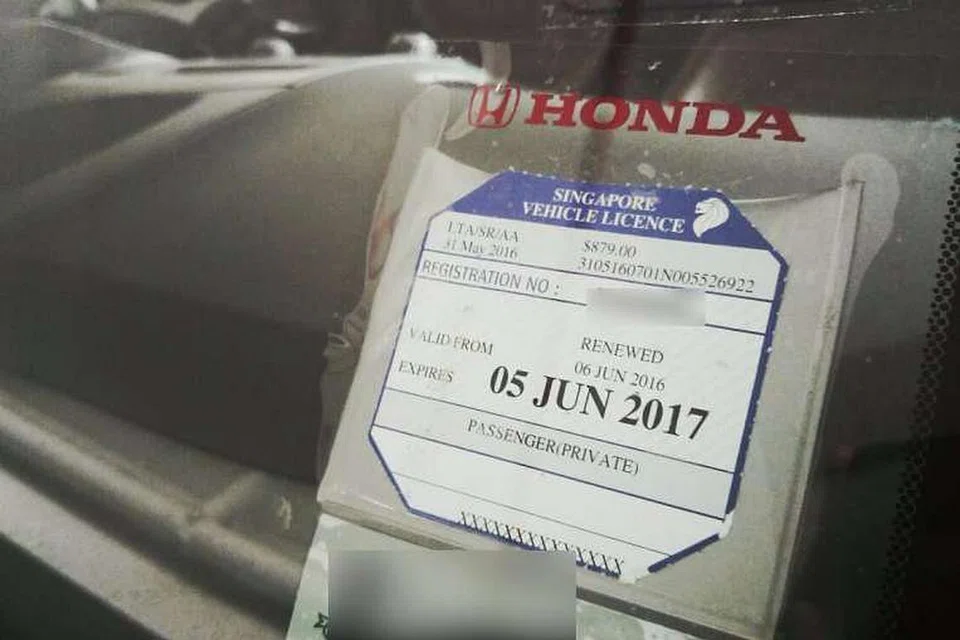 HONDA
SINGAPORE
VEHICLE LICENCE
LTA/SR/AA
$879.00
31 May 2016
3105160701N005526922
REGISTRATION NO :
VALID FROM
RENEWED
06 JUN 2016
EXPIRES
05 JUN 2017
PASSENGER(PRIVATE)
XXXXXXXXXXXXXXX